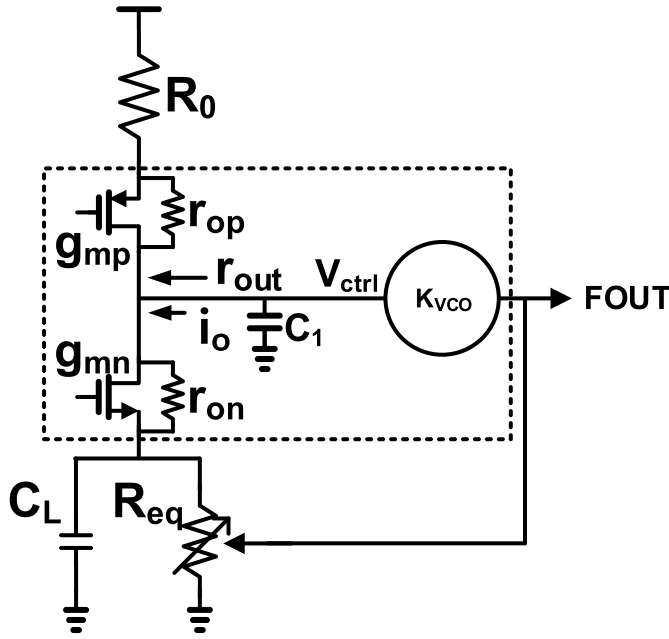 R0
rop
gmp
rout
Vctrl
KVCO
FOUT
io
C1
gmn
ron
CL
Req